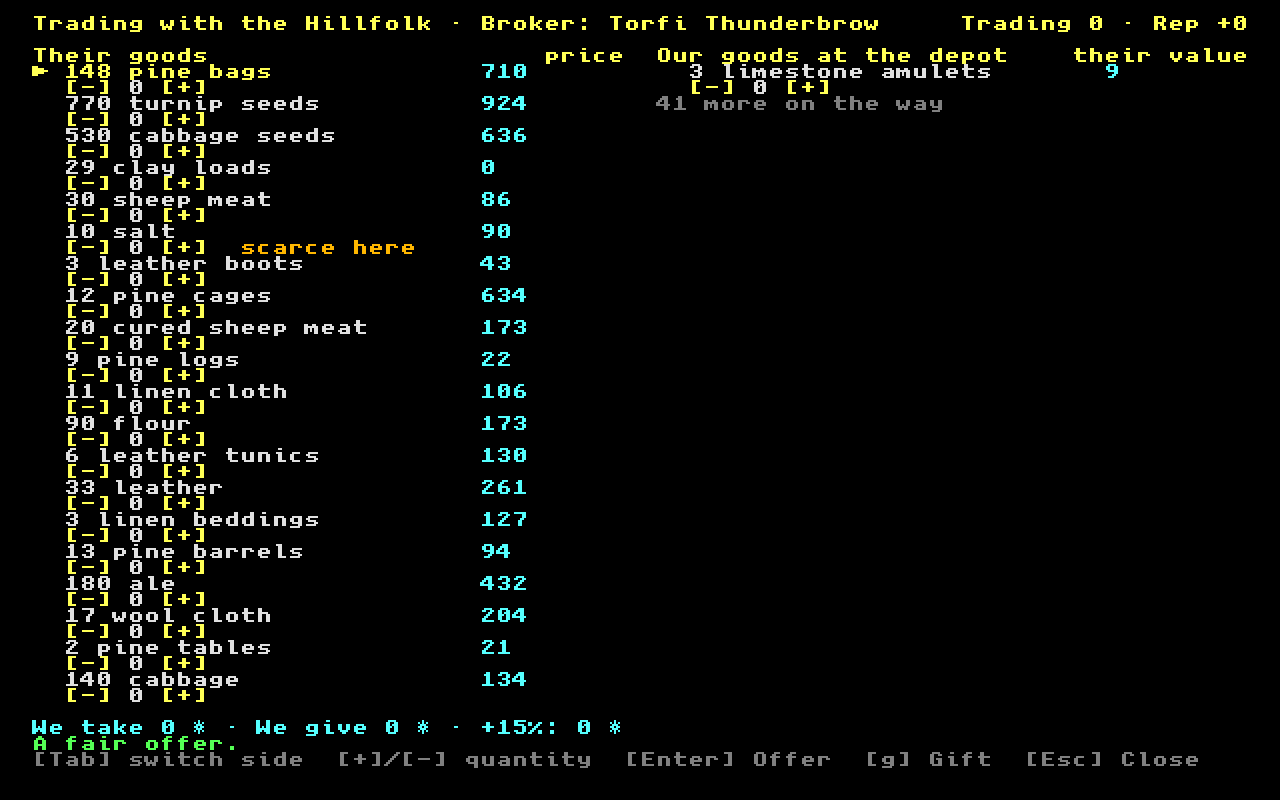 Trading with the Hillfolk · Broker: Torfi Thunderbrow Trading 0 · Rep +0
Their goods price Our goods at the depot their value
► 148 pine bags 710 3 limestone amulets 9
[-] 0 [+] [-] 0 [+]
770 turnip seeds 924 41 more on the way
[-] 0 [+]
530 cabbage seeds 636
[-] 0 [+]
29 clay loads 0
[-] 0 [+]
30 sheep meat 86
[-] 0 [+]
10 salt 90
[-] 0 [+] scarce here
3 leather boots 43
[-] 0 [+]
12 pine cages 634
[-] 0 [+]
20 cured sheep meat 173
[-] 0 [+]
9 pine logs 22
[-] 0 [+]
11 linen cloth 106
[-] 0 [+]
90 flour 173
[-] 0 [+]
6 leather tunics 130
[-] 0 [+]
33 leather 261
[-] 0 [+]
3 linen beddings 127
[-] 0 [+]
13 pine barrels 94
[-] 0 [+]
180 ale 432
[-] 0 [+]
17 wool cloth 204
[-] 0 [+]
2 pine tables 21
[-] 0 [+]
140 cabbage 134
[-] 0 [+]
We take 0 * · We give 0 * · +15%: 0 *
A fair offer.
[Tab] switch side [+]/[-] quantity [Enter] Offer [g] Gift [Esc] Close